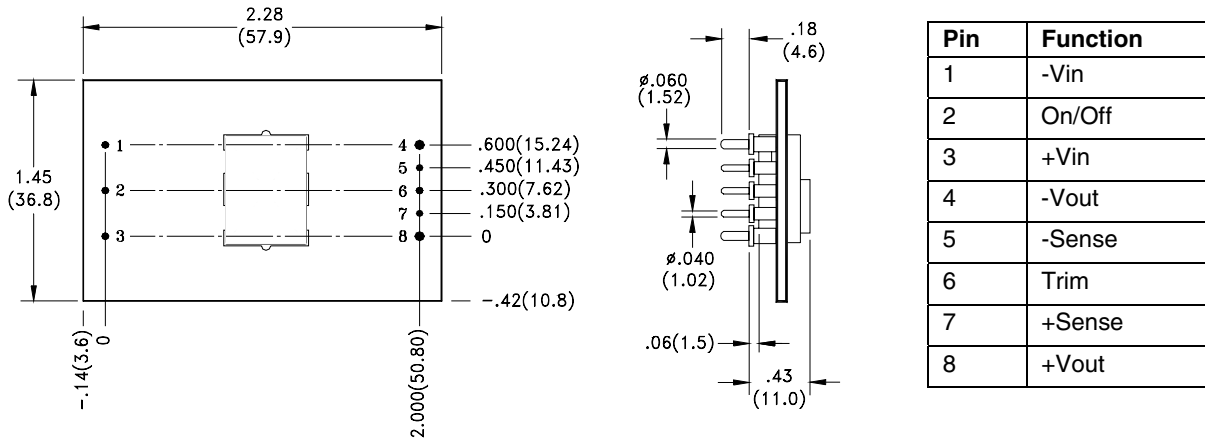 2.28
(57.9)
1.45
(36.8)
1
2
3
4
5
6
7
8
.600(15.24)
.450(11.43)
.300(7.62)
.150(3.81)
0
-.42(10.8)
-.14(3.6)
0
2.000(50.80)
.18
(4.6)
ø.060
(1.52)
ø.040
(1.02)
.06(1.5)
.43
(11.0)
Pin Function
1 -Vin
2 On/Off
3 +Vin
4 -Vout
5 -Sense
6 Trim
7 +Sense
8 +Vout